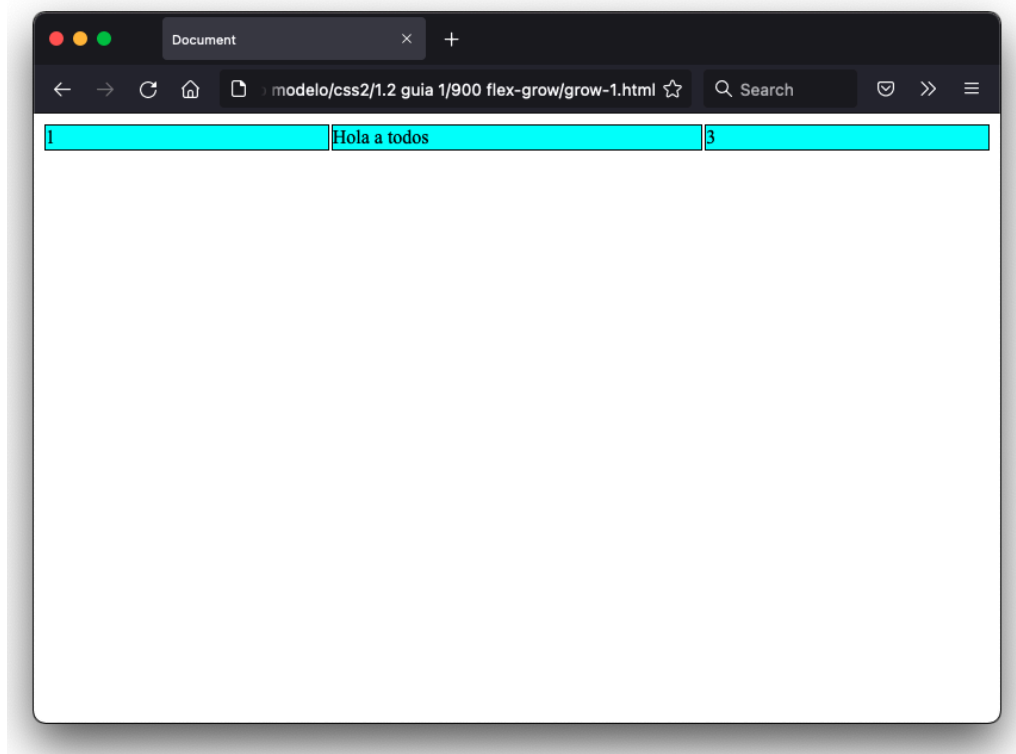 Document
modelo/css2/1.2 guia 1/900 flex-grow/grow-1.html
Search
1
Hola a todos
3